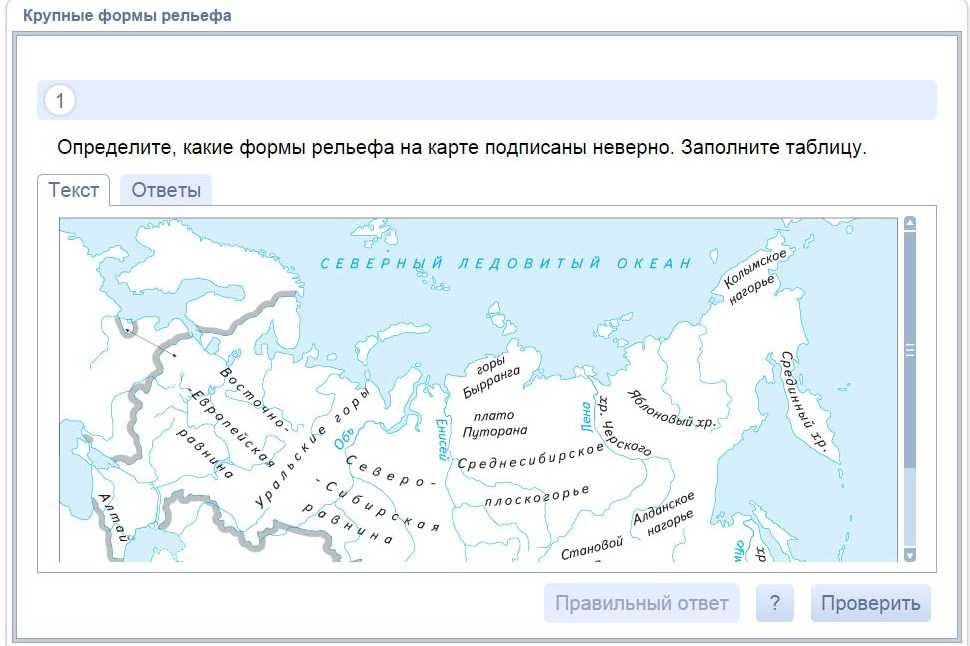 Крупные формы рельефа
1
Определите, какие формы рельефа на карте подписаны неверно. Заполните таблицу.
Текст
Ответы
СЕВЕРНЫЙ ЛЕДОВИТЫЙ ОКЕАН
Колымское
нагорье
Срединный хр.
горы
Бырранга
плато
Путорана
Среднесибирское
плоскогорье
Лена
хр. Черского
Яблоновый хр.
Восточно-
-Европейская
равнина
Уральские горы
Обь
Енисей
Северо-
-Сибирская
равнина
Алтай
Алданское
нагорье
Становой
хр
Правильный ответ
?
Проверить